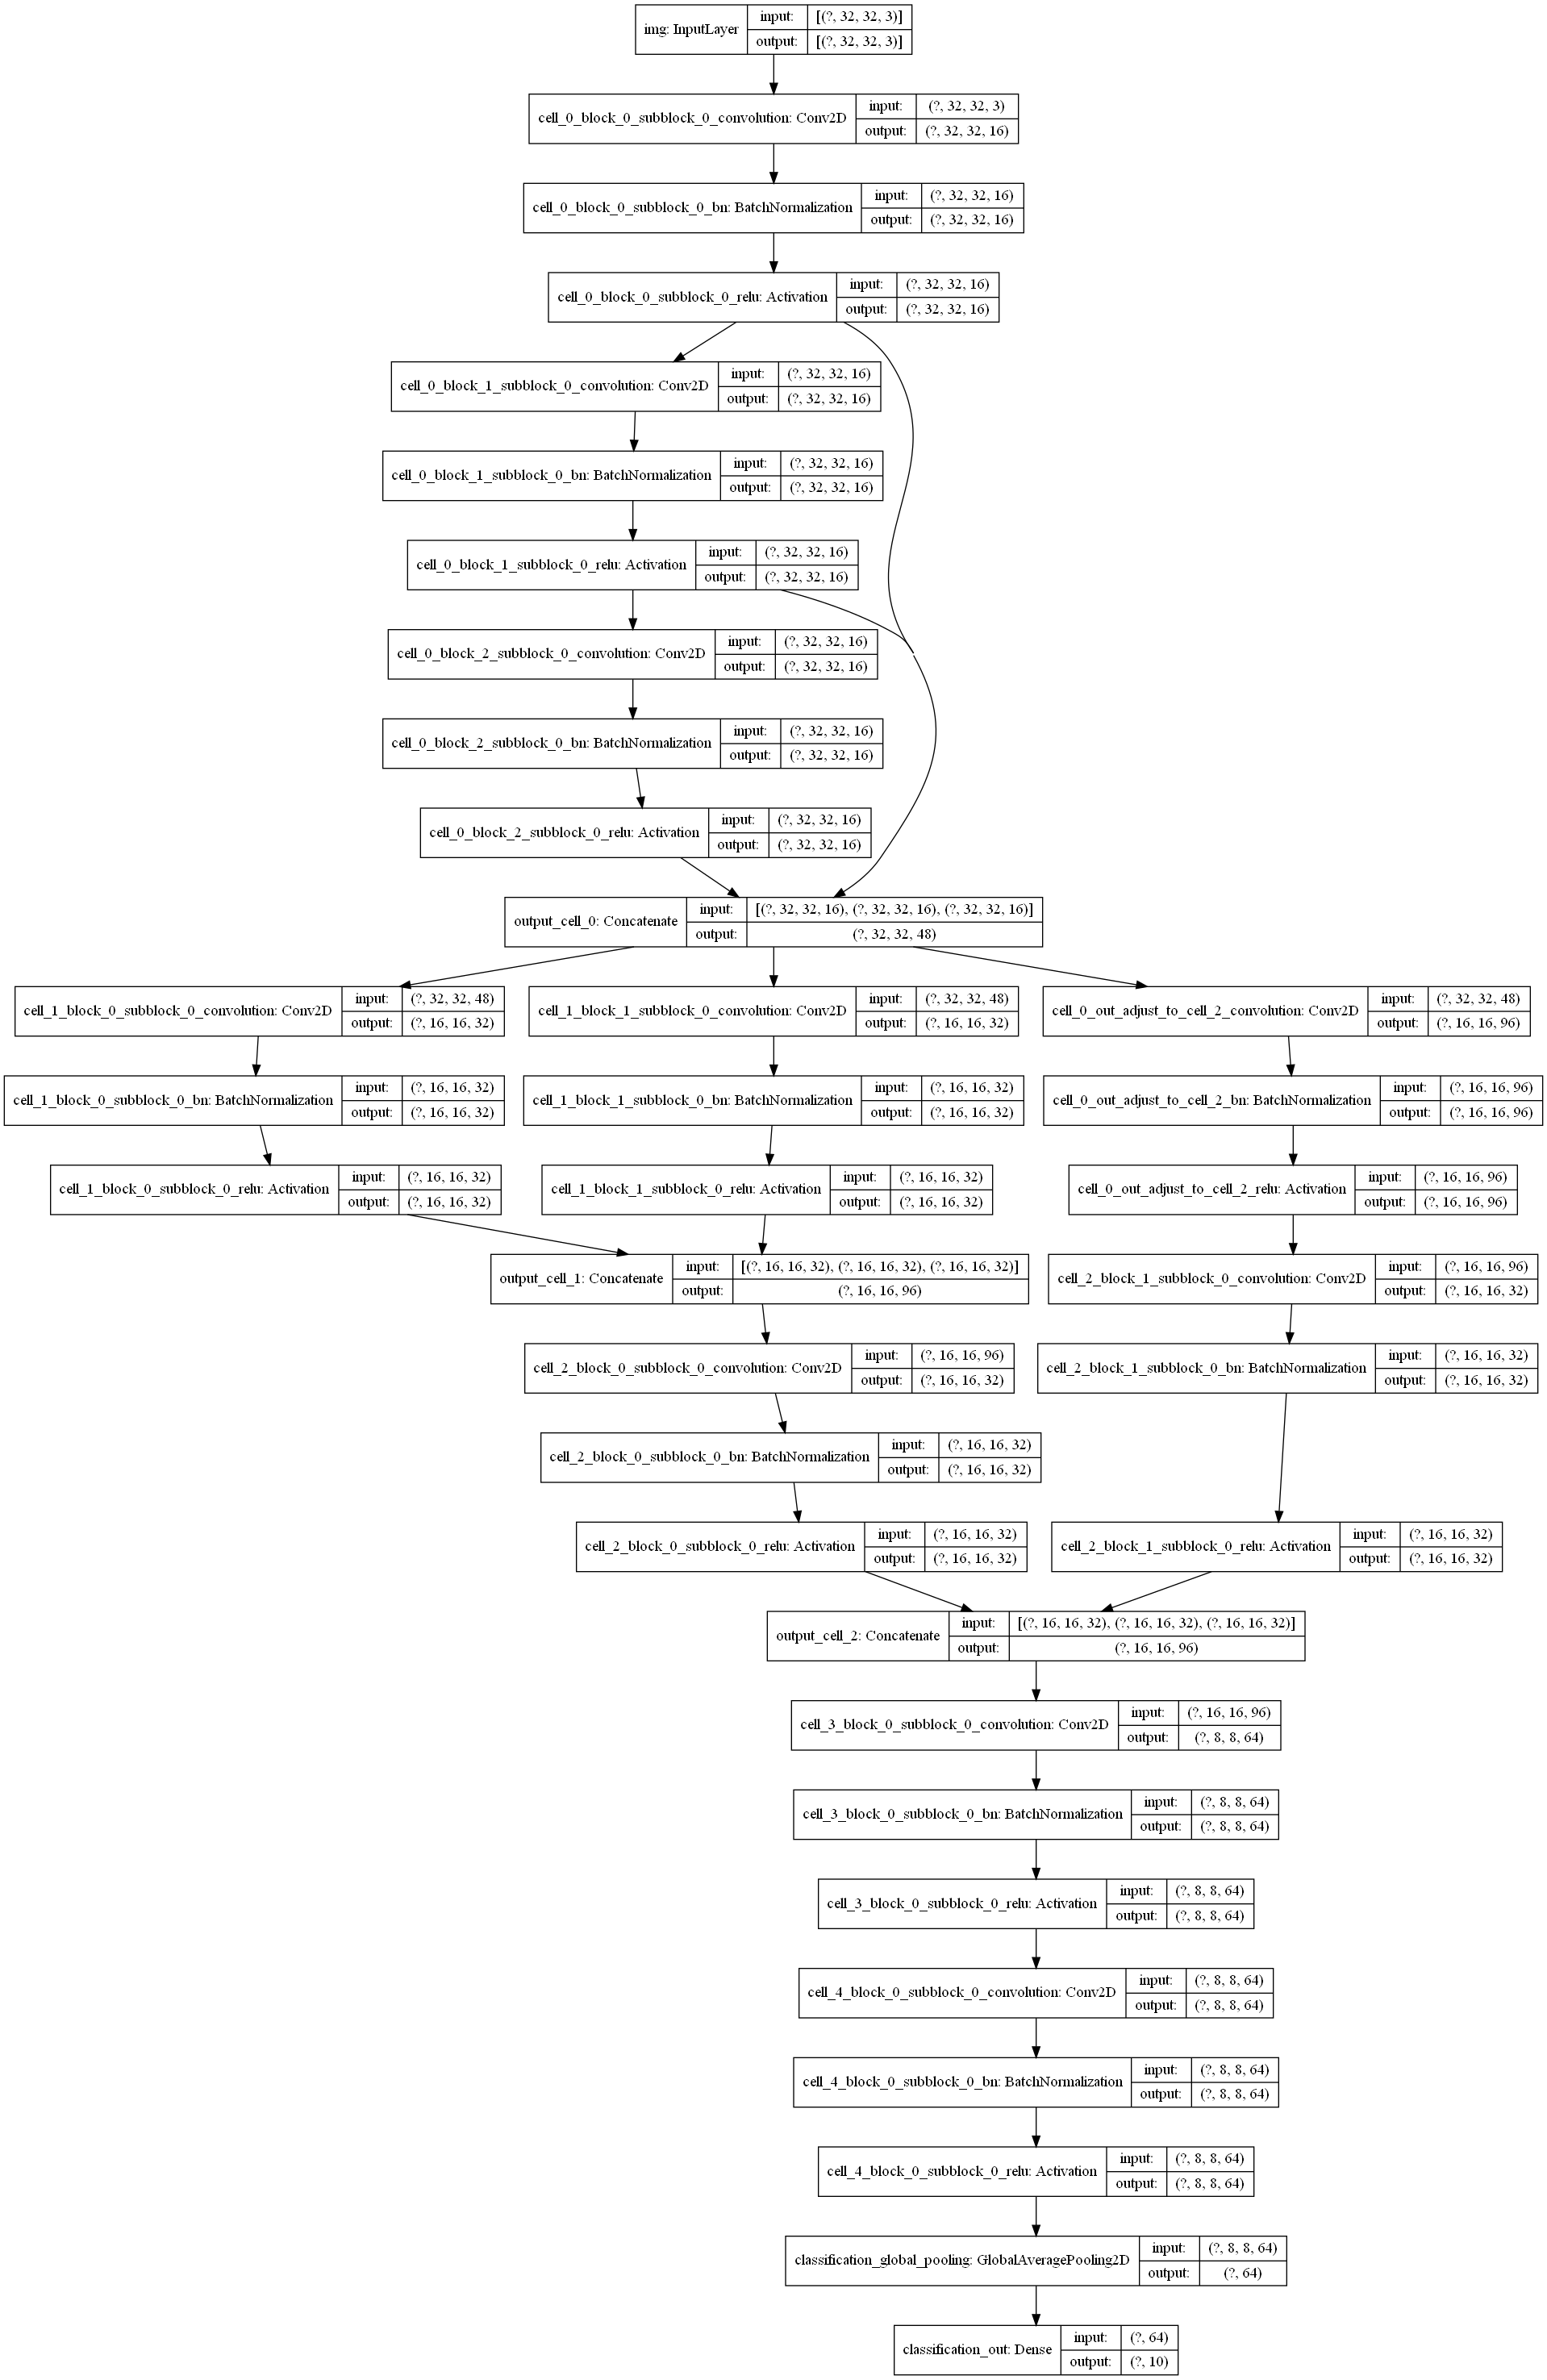 img: InputLayer
input:
[(?, 32, 32, 3)]
output:
[(?, 32, 32, 3)]
cell_0_block_0_subblock_0_convolution: Conv2D
input:
(?, 32, 32, 3)
output:
(?, 32, 32, 16)
cell_0_block_0_subblock_0_bn: BatchNormalization
input:
(?, 32, 32, 16)
output:
(?, 32, 32, 16)
cell_0_block_0_subblock_0_relu: Activation
input:
(?, 32, 32, 16)
output:
(?, 32, 32, 16)
cell_0_block_1_subblock_0_convolution: Conv2D
input:
(?, 32, 32, 16)
output:
(?, 32, 32, 16)
cell_0_block_1_subblock_0_bn: BatchNormalization
input:
(?, 32, 32, 16)
output:
(?, 32, 32, 16)
cell_0_block_1_subblock_0_relu: Activation
input:
(?, 32, 32, 16)
output:
(?, 32, 32, 16)
cell_0_block_2_subblock_0_convolution: Conv2D
input:
(?, 32, 32, 16)
output:
(?, 32, 32, 16)
cell_0_block_2_subblock_0_bn: BatchNormalization
input:
(?, 32, 32, 16)
output:
(?, 32, 32, 16)
cell_0_block_2_subblock_0_relu: Activation
input:
(?, 32, 32, 16)
output:
(?, 32, 32, 16)
output_cell_0: Concatenate
input:
[(?, 32, 32, 16), (?, 32, 32, 16), (?, 32, 32, 16)]
output:
(?, 32, 32, 48)
cell_1_block_0_subblock_0_convolution: Conv2D
input:
(?, 32, 32, 48)
output:
(?, 16, 16, 32)
cell_1_block_1_subblock_0_convolution: Conv2D
input:
(?, 32, 32, 48)
output:
(?, 16, 16, 32)
cell_0_out_adjust_to_cell_2_convolution: Conv2D
input:
(?, 32, 32, 48)
output:
(?, 16, 16, 96)
cell_1_block_0_subblock_0_bn: BatchNormalization
input:
(?, 16, 16, 32)
output:
(?, 16, 16, 32)
cell_1_block_1_subblock_0_bn: BatchNormalization
input:
(?, 16, 16, 32)
output:
(?, 16, 16, 32)
cell_0_out_adjust_to_cell_2_bn: BatchNormalization
input:
(?, 16, 16, 96)
output:
(?, 16, 16, 96)
cell_1_block_0_subblock_0_relu: Activation
input:
(?, 16, 16, 32)
output:
(?, 16, 16, 32)
cell_1_block_1_subblock_0_relu: Activation
input:
(?, 16, 16, 32)
output:
(?, 16, 16, 32)
cell_0_out_adjust_to_cell_2_relu: Activation
input:
(?, 16, 16, 96)
output:
(?, 16, 16, 96)
output_cell_1: Concatenate
input:
[(?, 16, 16, 32), (?, 16, 16, 32), (?, 16, 16, 32)]
output:
(?, 16, 16, 96)
cell_2_block_1_subblock_0_convolution: Conv2D
input:
(?, 16, 16, 96)
output:
(?, 16, 16, 32)
cell_2_block_0_subblock_0_convolution: Conv2D
input:
(?, 16, 16, 96)
output:
(?, 16, 16, 32)
cell_2_block_1_subblock_0_bn: BatchNormalization
input:
(?, 16, 16, 32)
output:
(?, 16, 16, 32)
cell_2_block_0_subblock_0_bn: BatchNormalization
input:
(?, 16, 16, 32)
output:
(?, 16, 16, 32)
cell_2_block_0_subblock_0_relu: Activation
input:
(?, 16, 16, 32)
output:
(?, 16, 16, 32)
cell_2_block_1_subblock_0_relu: Activation
input:
(?, 16, 16, 32)
output:
(?, 16, 16, 32)
output_cell_2: Concatenate
input:
[(?, 16, 16, 32), (?, 16, 16, 32), (?, 16, 16, 32)]
output:
(?, 16, 16, 96)
cell_3_block_0_subblock_0_convolution: Conv2D
input:
(?, 16, 16, 96)
output:
(?, 8, 8, 64)
cell_3_block_0_subblock_0_bn: BatchNormalization
input:
(?, 8, 8, 64)
output:
(?, 8, 8, 64)
cell_3_block_0_subblock_0_relu: Activation
input:
(?, 8, 8, 64)
output:
(?, 8, 8, 64)
cell_4_block_0_subblock_0_convolution: Conv2D
input:
(?, 8, 8, 64)
output:
(?, 8, 8, 64)
cell_4_block_0_subblock_0_bn: BatchNormalization
input:
(?, 8, 8, 64)
output:
(?, 8, 8, 64)
cell_4_block_0_subblock_0_relu: Activation
input:
(?, 8, 8, 64)
output:
(?, 8, 8, 64)
classification_global_pooling: GlobalAveragePooling2D
input:
(?, 8, 8, 64)
output:
(?, 64)
classification_out: Dense
input:
(?, 64)
output:
(?, 10)